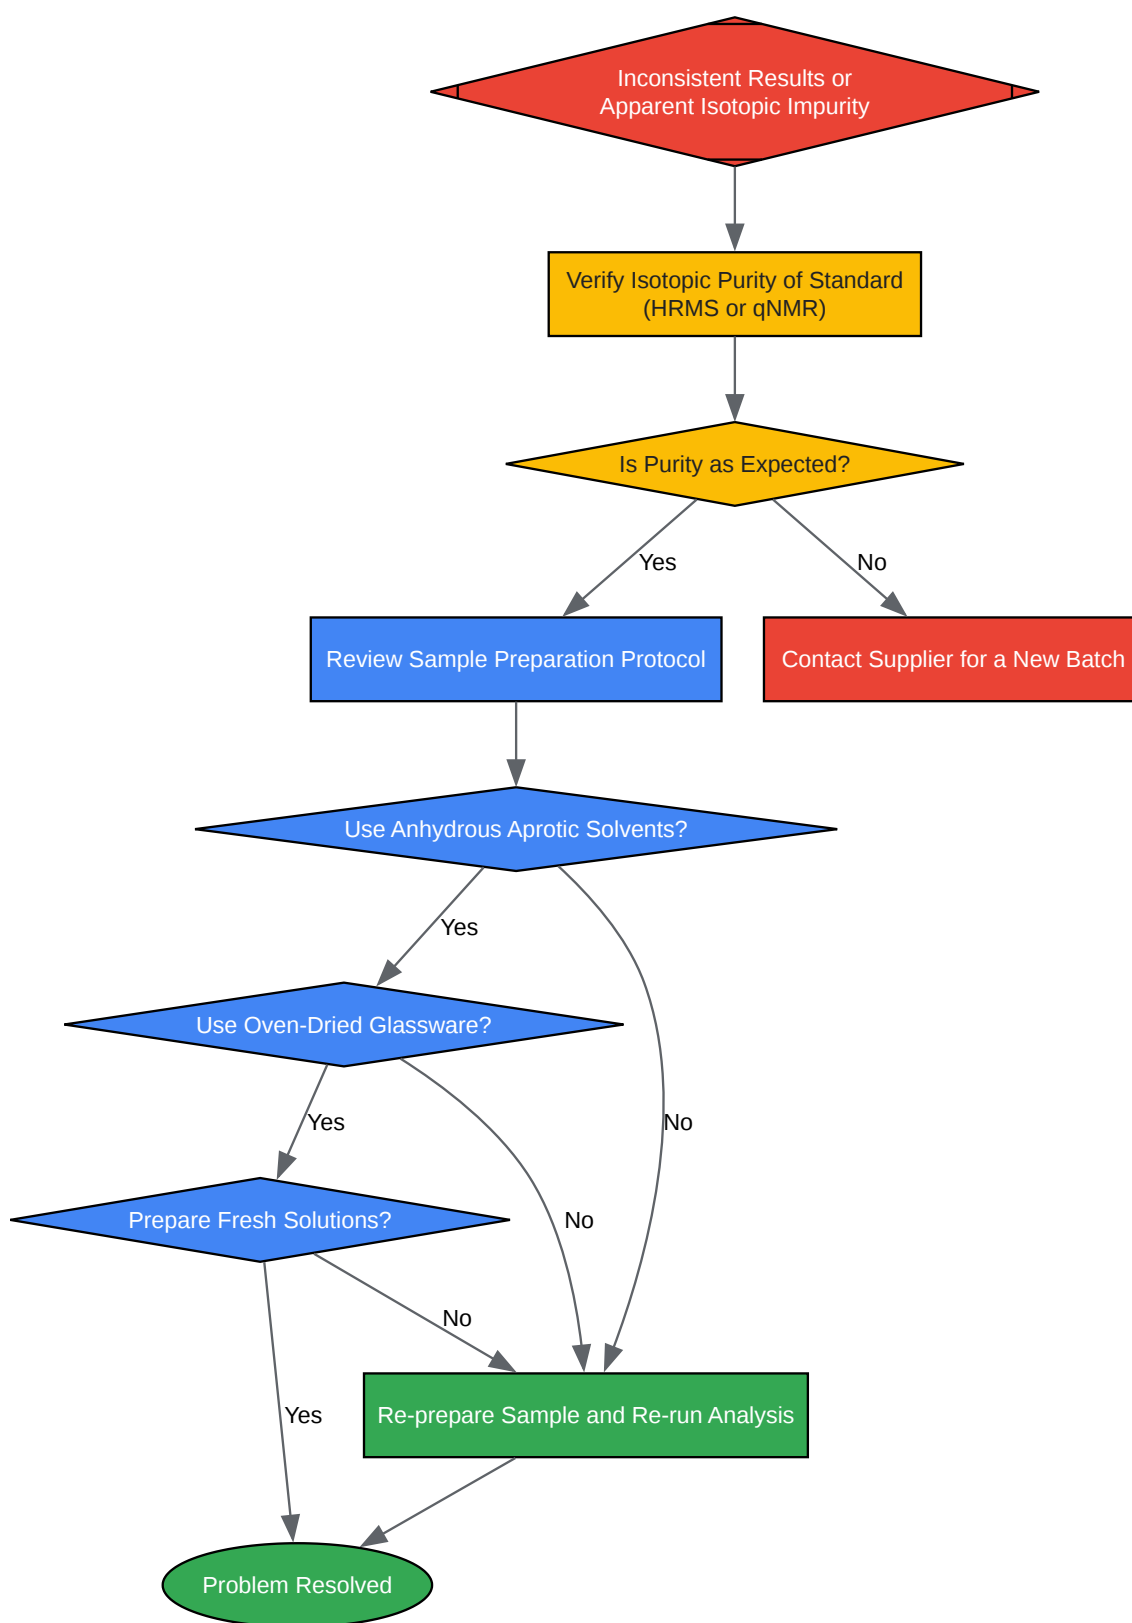 Inconsistent Results or
Apparent Isotopic Impurity
Verify Isotopic Purity of Standard
(HRMS or qNMR)
Is Purity as Expected?
Yes
No
Review Sample Preparation Protocol
Contact Supplier for a New Batch
Use Anhydrous Aprotic Solvents?
Yes
Use Oven-Dried Glassware?
Yes
No
Prepare Fresh Solutions?
No
No
Re-prepare Sample and Re-run Analysis
Yes
Problem Resolved